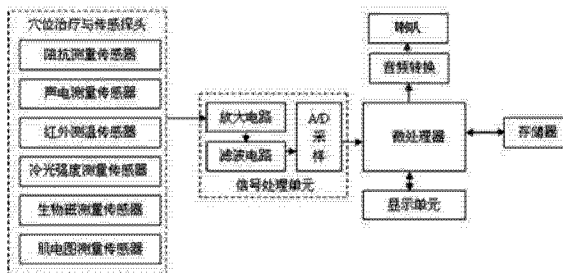 穴位治疗与传感探头
阻抗测量传感器
声电测量传感器
红外测温传感器
冷光强度测量传感器
生物磁测量传感器
肌电图测量传感器
放大电路
滤波电路
A/D
采
样
信号处理单元
喇叭
音频转换
微处理器
存储器
显示单元